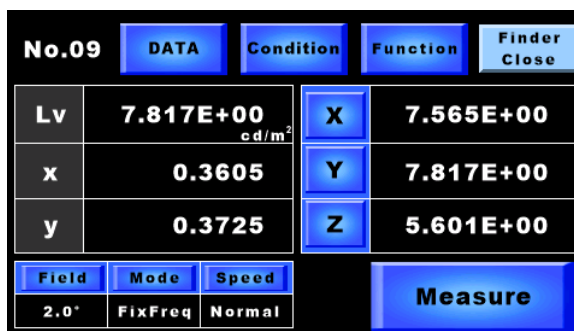 No.09 DATA Condition Function Finder
Close
Lv 7.817E+00 cd/m² X 7.565E+00
x 0.3605 Y 7.817E+00
y 0.3725 Z 5.601E+00
Field Mode Speed
2.0° FixFreq Normal
Measure